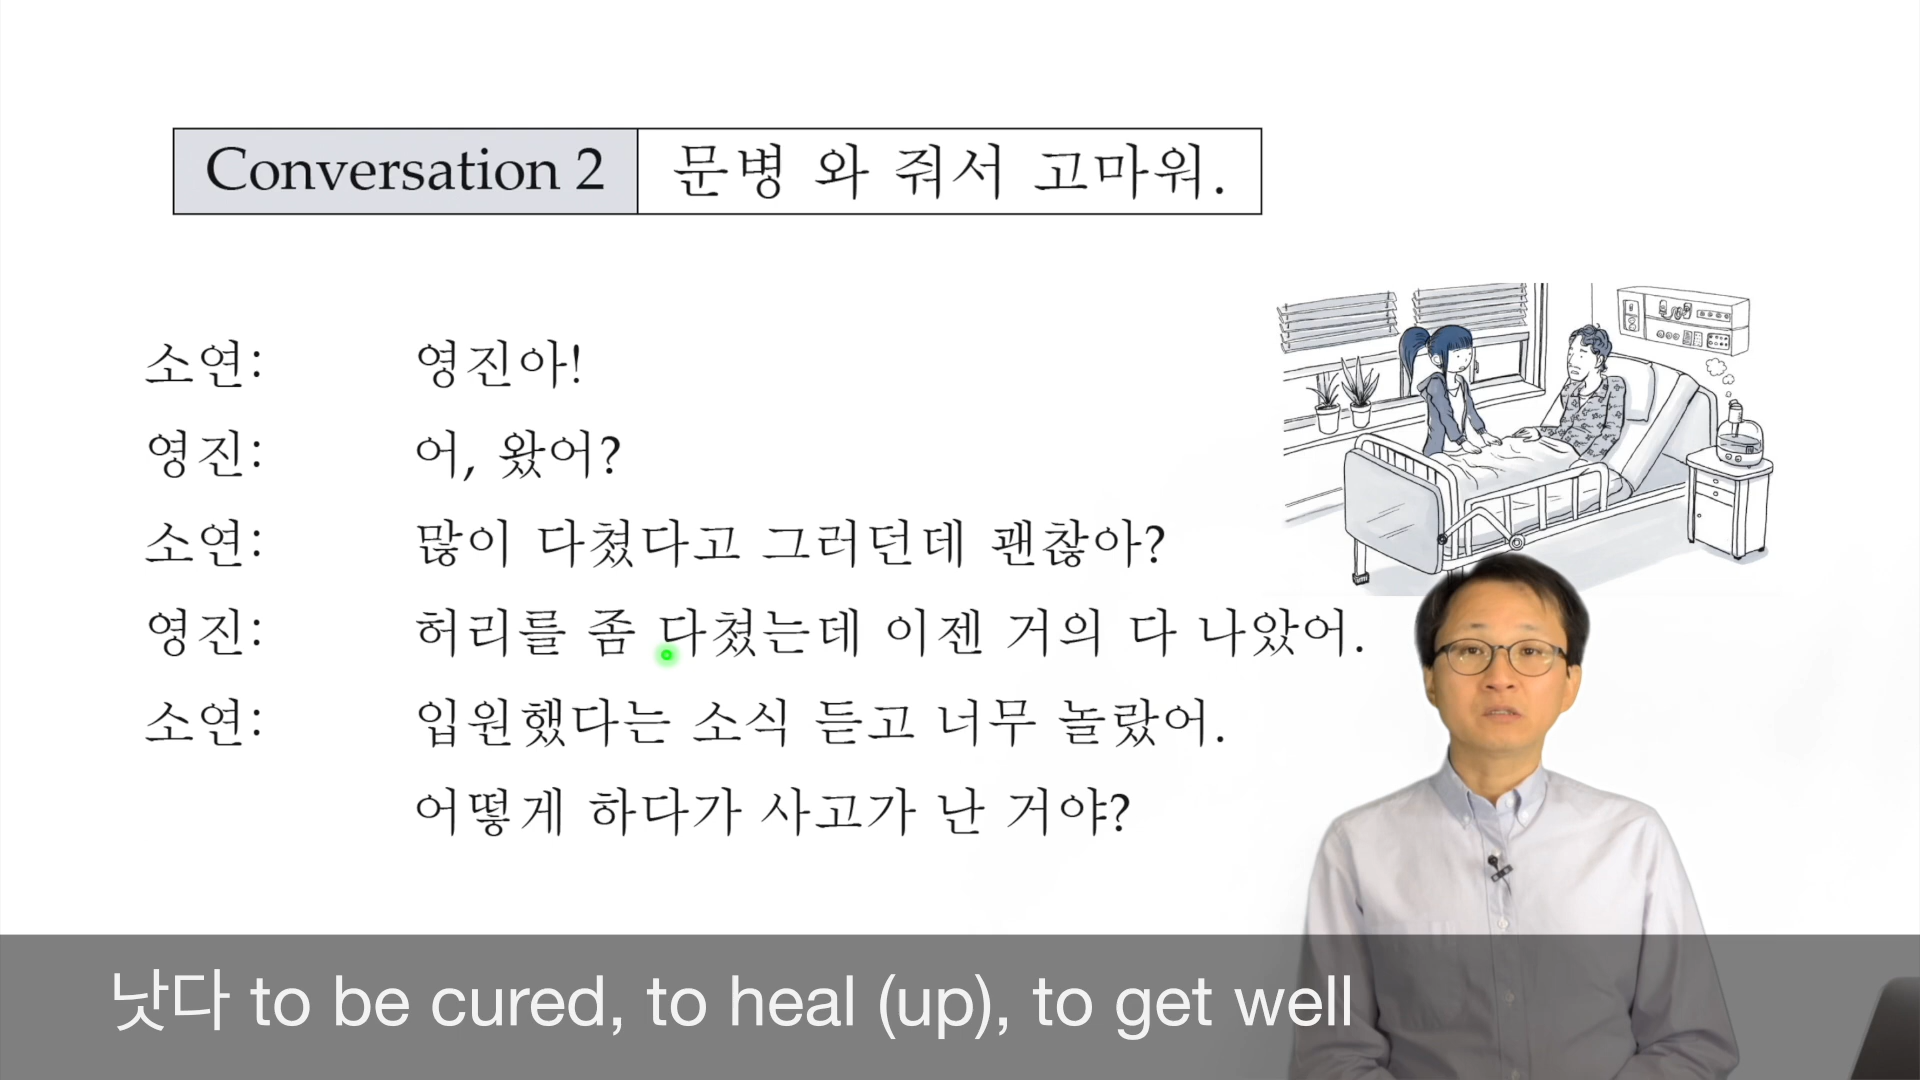 Conversation 2 문병 와 줘서 고마워.
소연: 영진아!
영진: 어, 왔어?
소연: 많이 다쳤다고 그러던데 괜찮아?
영진: 허리를 좀 다쳤는데 이젠 거의 다 나았어.
소연: 입원했다는 소식 듣고 너무 놀랐어.
어떻게 하다가 사고가 난 거야?
낫다 to be cured, to heal (up), to get well